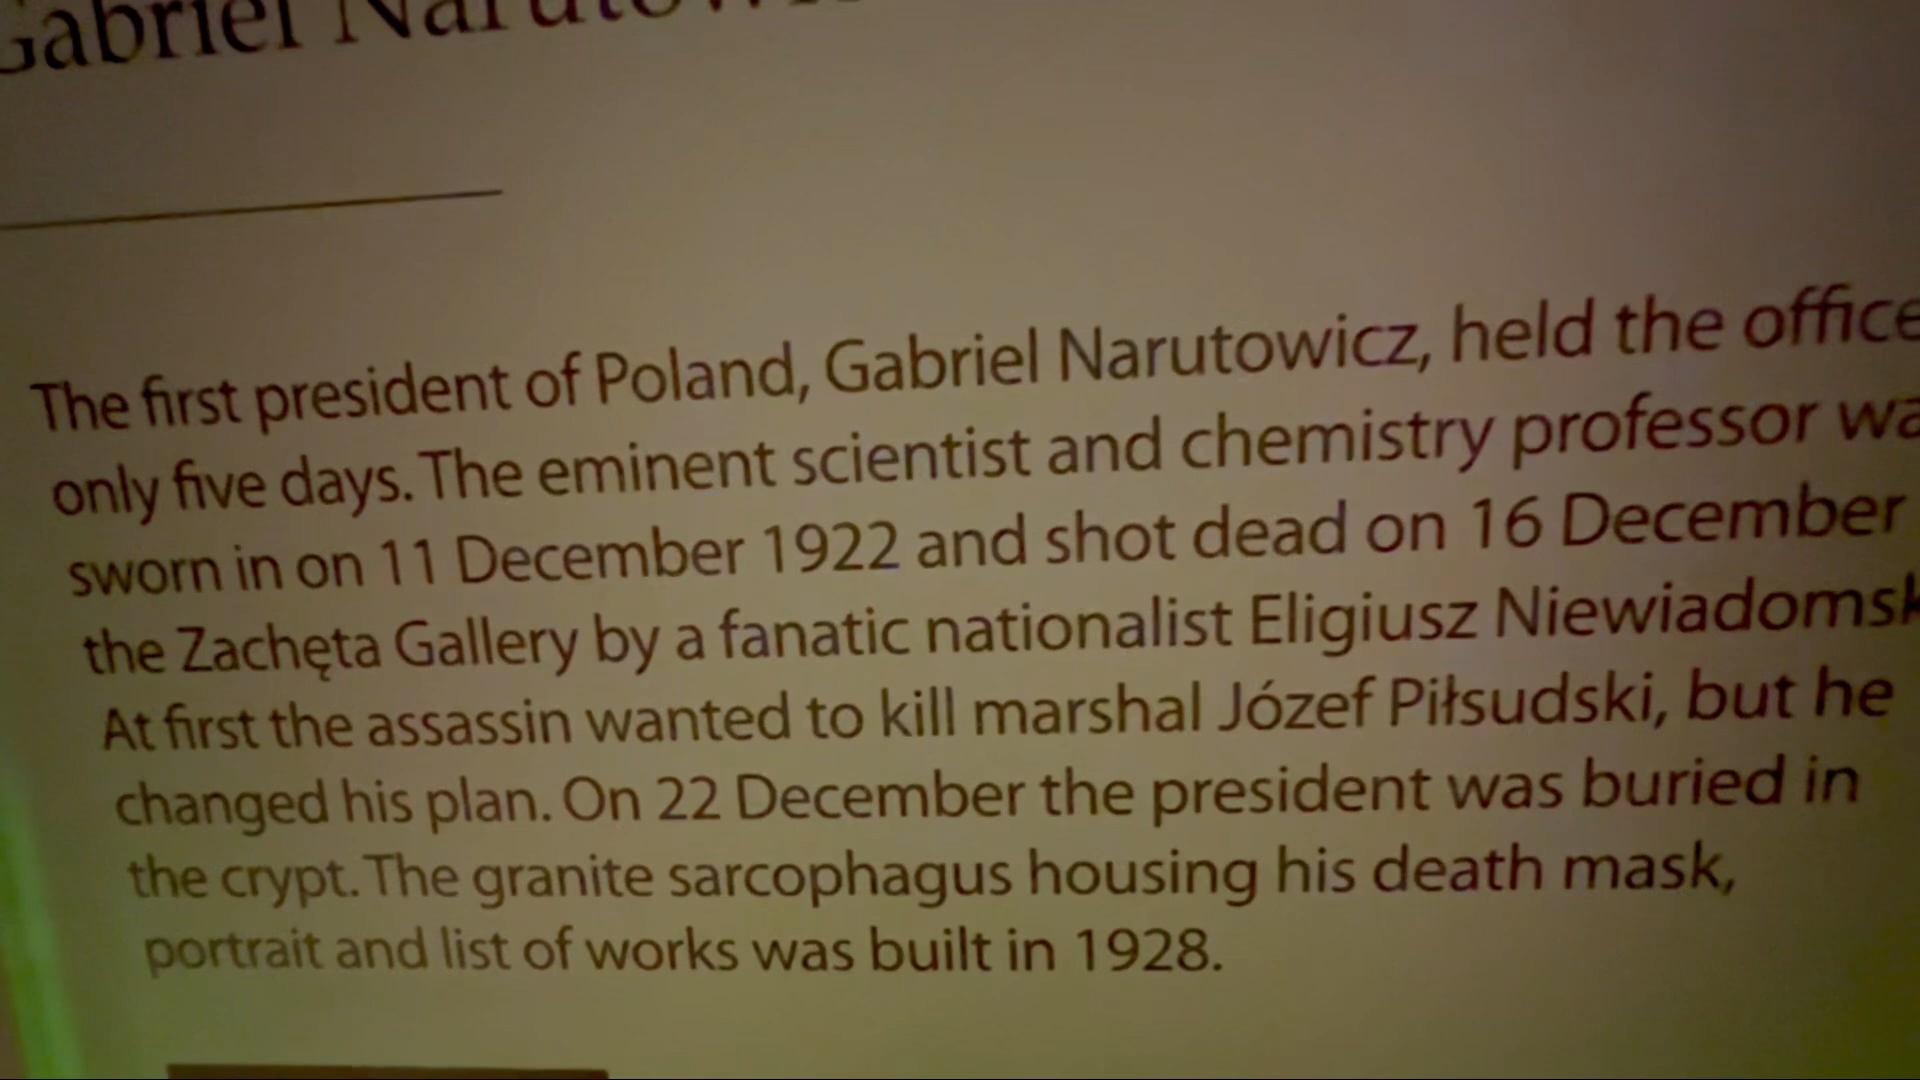 Gabriel Narutowi
The first president of Poland, Gabriel Narutowicz, held the office
only five days. The eminent scientist and chemistry professor wa
sworn in on 11 December 1922 and shot dead on 16 December
the Zachęta Gallery by a fanatic nationalist Eligiusz Niewiadomsk
At first the assassin wanted to kill marshal Józef Piłsudski, but he
changed his plan. On 22 December the president was buried in
the crypt. The granite sarcophagus housing his death mask,
portrait and list of works was built in 1928.